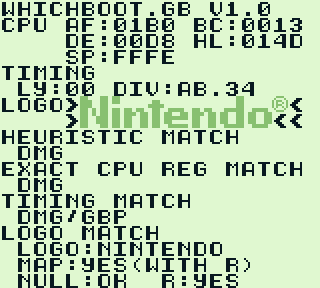 WHICHBOOT.GB V1.0
CPU AF:01B0 BC:0013
DE:00D8 HL:014D
SP:FFFE
TIMING
LY:00 DIV:AB.34
LOGO>Nintendo®<
><<
HEURISTIC MATCH
DMG
EXACT CPU REG MATCH
DMG
TIMING MATCH
DMG/GBP
LOGO MATCH
LOGO:NINTENDO
MAP:YES(WITH R)
NULL:OK R:YES